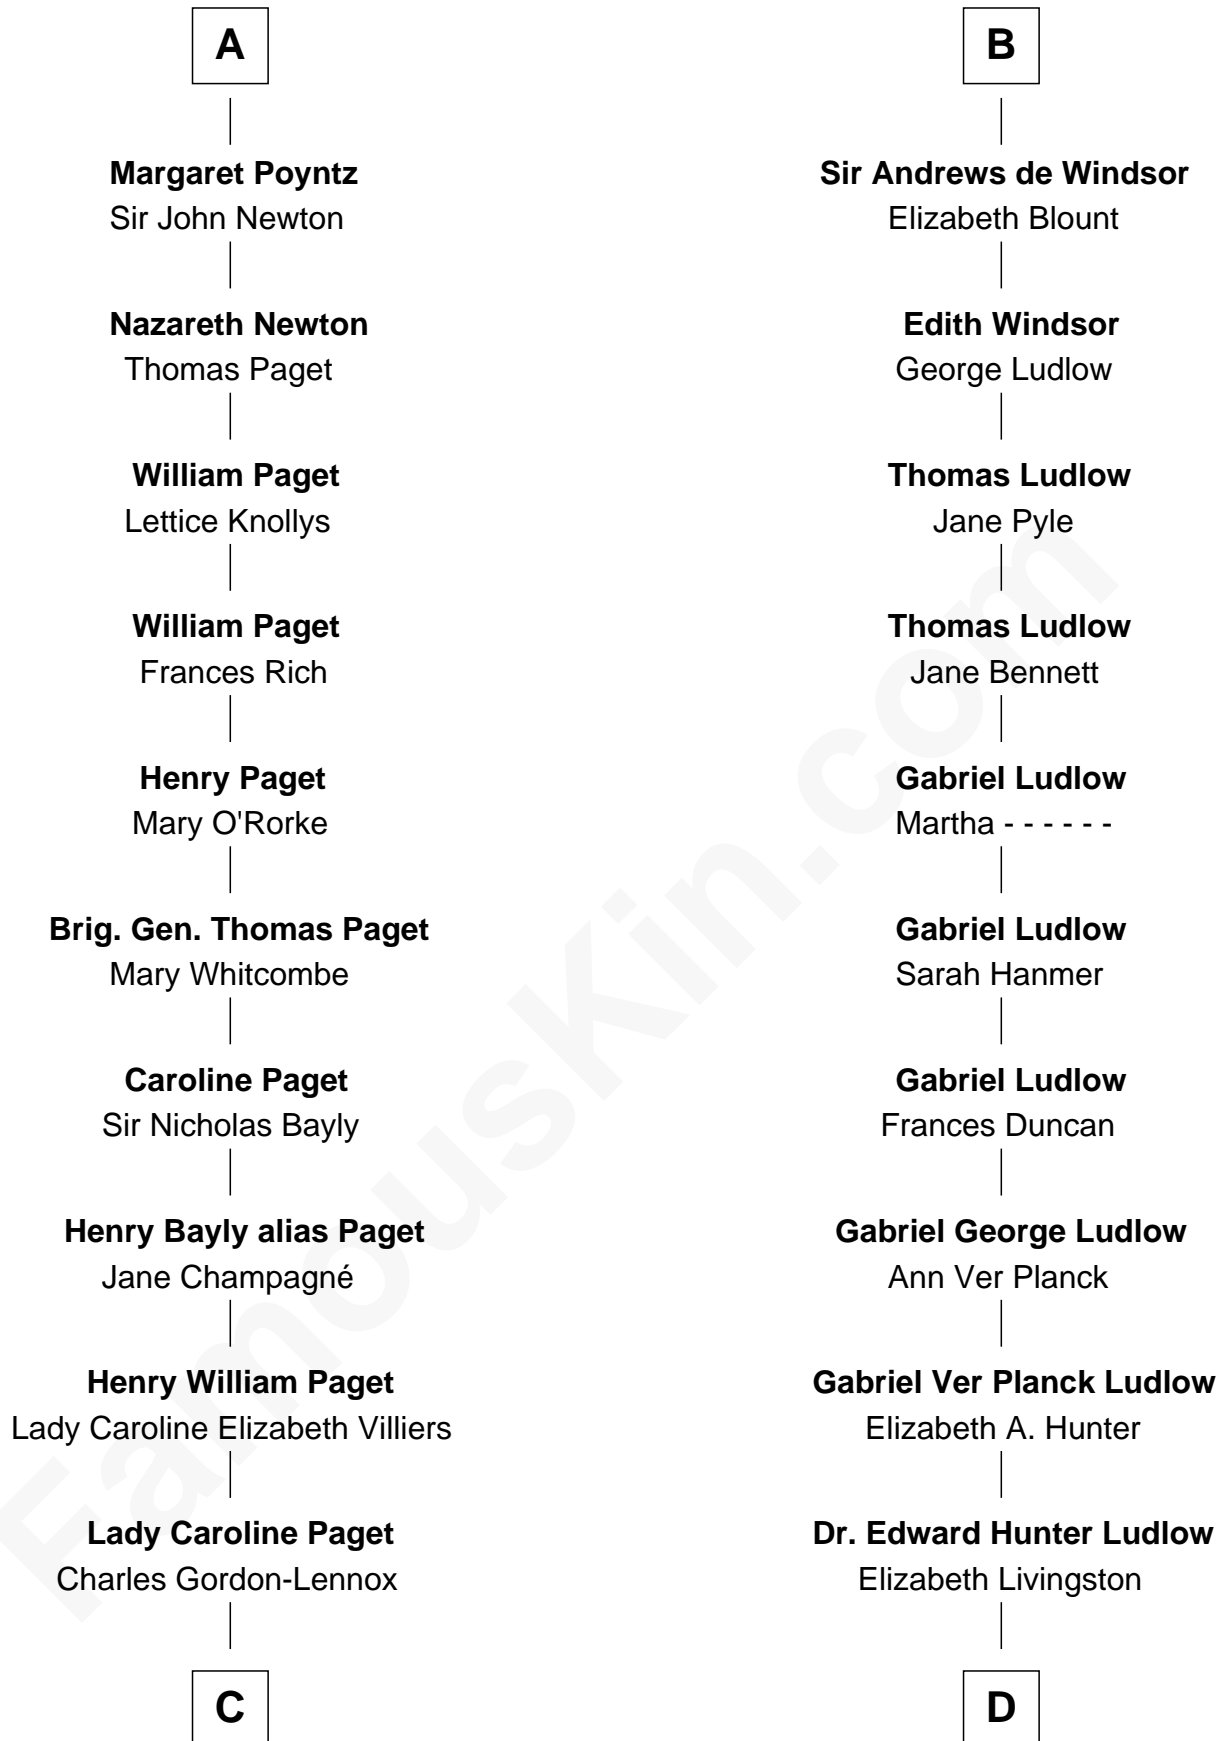 A
Margaret Poyntz
Sir John Newton
Nazareth Newton
Thomas Paget
William Paget
Lettice Knollys
William Paget
Frances Rich
Henry Paget
Mary O'Rorke
Brig. Gen. Thomas Paget
Mary Whitcombe
Caroline Paget
Sir Nicholas Bayly
Henry Bayly alias Paget
Jane Champagné
Henry William Paget
Lady Caroline Elizabeth Villiers
Lady Caroline Paget
Charles Gordon-Lennox
C
B
Sir Andrews de Windsor
Elizabeth Blount
Edith Windsor
George Ludlow
Thomas Ludlow
Jane Pyle
Thomas Ludlow
Jane Bennett
Gabriel Ludlow
Martha - - - - - -
Gabriel Ludlow
Sarah Hanmer
Gabriel Ludlow
Frances Duncan
Gabriel George Ludlow
Ann Ver Planck
Gabriel Ver Planck Ludlow
Elizabeth A. Hunter
Dr. Edward Hunter Ludlow
Elizabeth Livingston
D
FamousKin.com